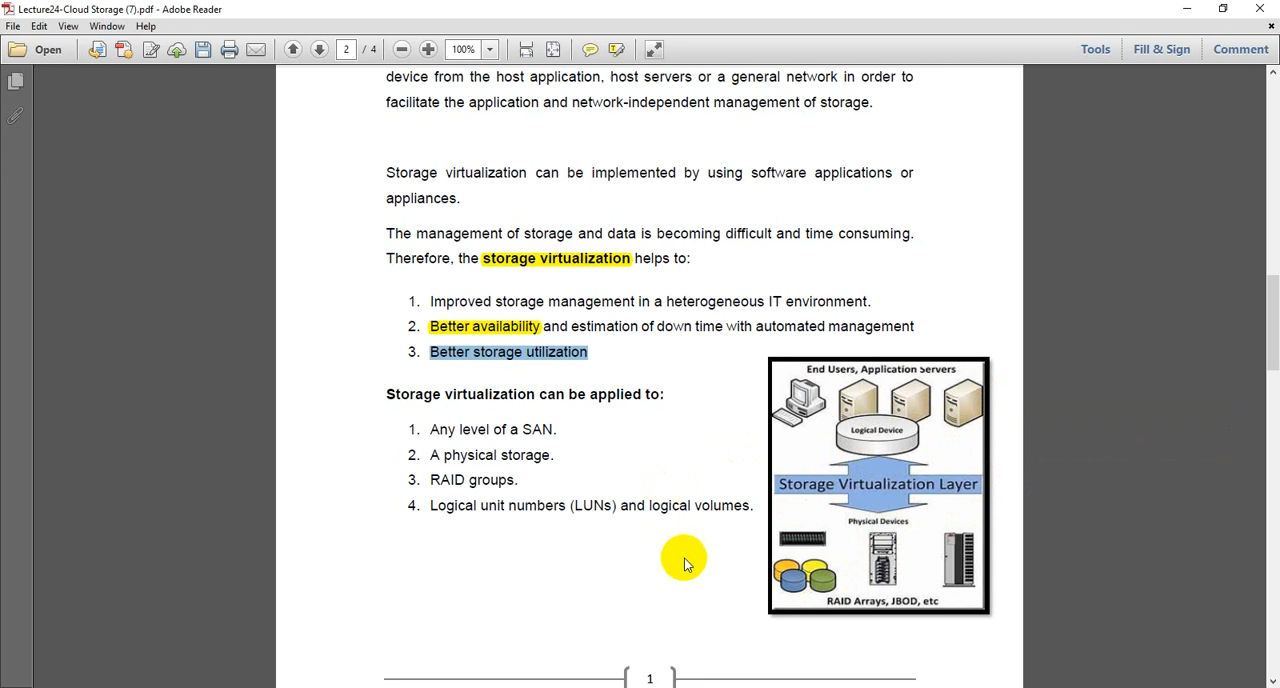 Lecture24-Cloud Storage (7).pdf - Adobe Reader
File Edit View Window Help
Open 2 / 4 100% Tools Fill & Sign Comment
device from the host application, host servers or a general network in order to
facilitate the application and network-independent management of storage.
Storage virtualization can be implemented by using software applications or
appliances.
The management of storage and data is becoming difficult and time consuming.
Therefore, the storage virtualization helps to:
1. Improved storage management in a heterogeneous IT environment.
2. Better availability and estimation of down time with automated management
3. Better storage utilization
Storage virtualization can be applied to:
1. Any level of a SAN.
2. A physical storage.
3. RAID groups.
4. Logical unit numbers (LUNs) and logical volumes.
End Users, Application Servers
Logical Device
Storage Virtualization Layer
Physical Devices
RAID Arrays, JBOD, etc
1